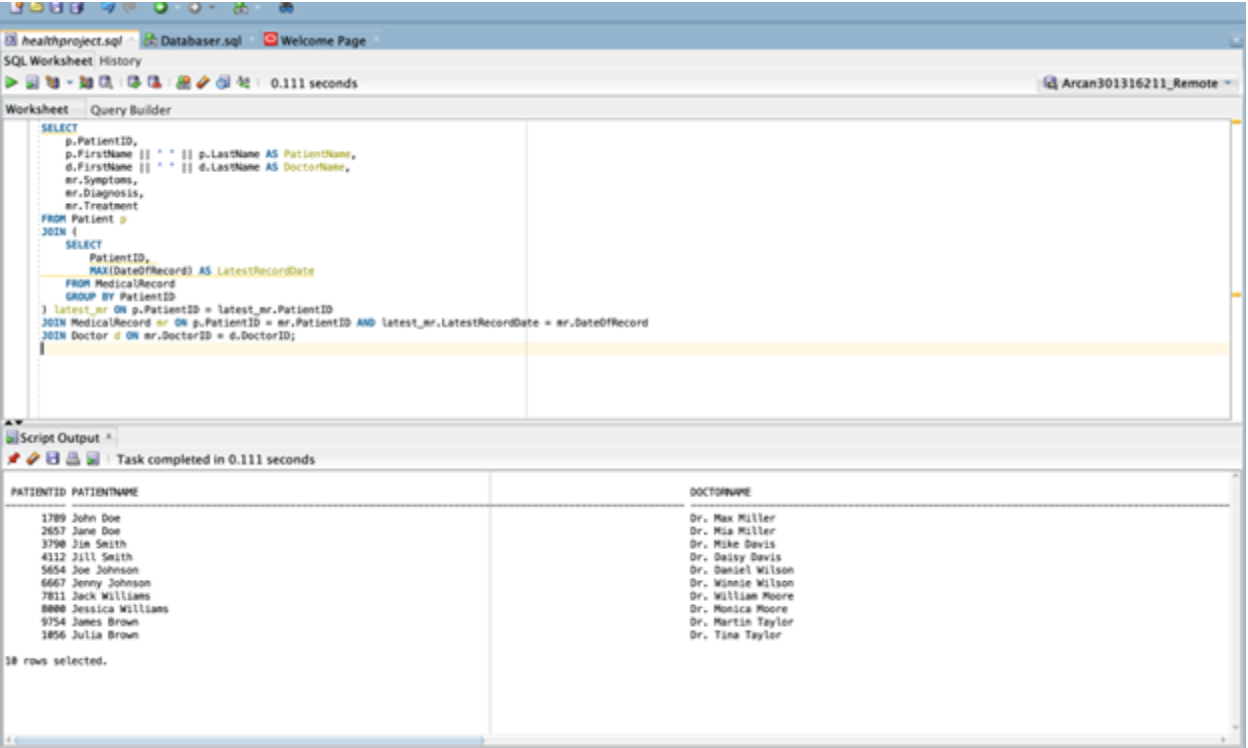 healthproject.sql Databaser.sql Welcome Page
SQL Worksheet History
0.111 seconds Arcan301316211_Remote
Worksheet Query Builder
SELECT
p.PatientID,
p.FirstName || ' ' || p.LastName AS PatientName,
d.FirstName || ' ' || d.LastName AS DoctorName,
mr.Symptoms,
mr.Diagnosis,
mr.Treatment
FROM Patient p
JOIN (
SELECT
PatientID,
MAX(DateOfRecord) AS LatestRecordDate
FROM MedicalRecord
GROUP BY PatientID
) latest_mr ON p.PatientID = latest_mr.PatientID
JOIN MedicalRecord mr ON p.PatientID = mr.PatientID AND latest_mr.LatestRecordDate = mr.DateOfRecord
JOIN Doctor d ON mr.DoctorID = d.DoctorID;
Script Output
Task completed in 0.111 seconds
PATIENTID PATIENTNAME DOCTORNAME
1789 John Doe Dr. Max Miller
2657 Jane Doe Dr. Mia Miller
3790 Jim Smith Dr. Mike Davis
4112 Jill Smith Dr. Daisy Davis
5654 Joe Johnson Dr. Daniel Wilson
6667 Jenny Johnson Dr. Winnie Wilson
7811 Jack Williams Dr. William Moore
8000 Jessica Williams Dr. Monica Moore
9754 James Brown Dr. Martin Taylor
1056 Julia Brown Dr. Tina Taylor
10 rows selected.